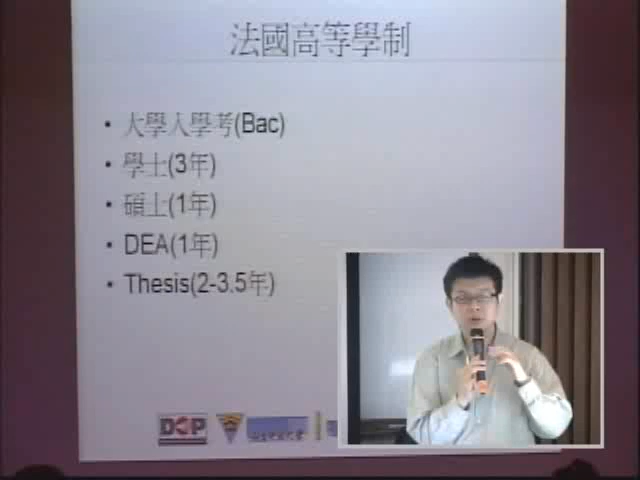 法國高等學制
• 大學入學考(Bac)
• 學士(3年)
• 碩士(1年)
• DEA(1年)
• Thesis(2-3.5年)